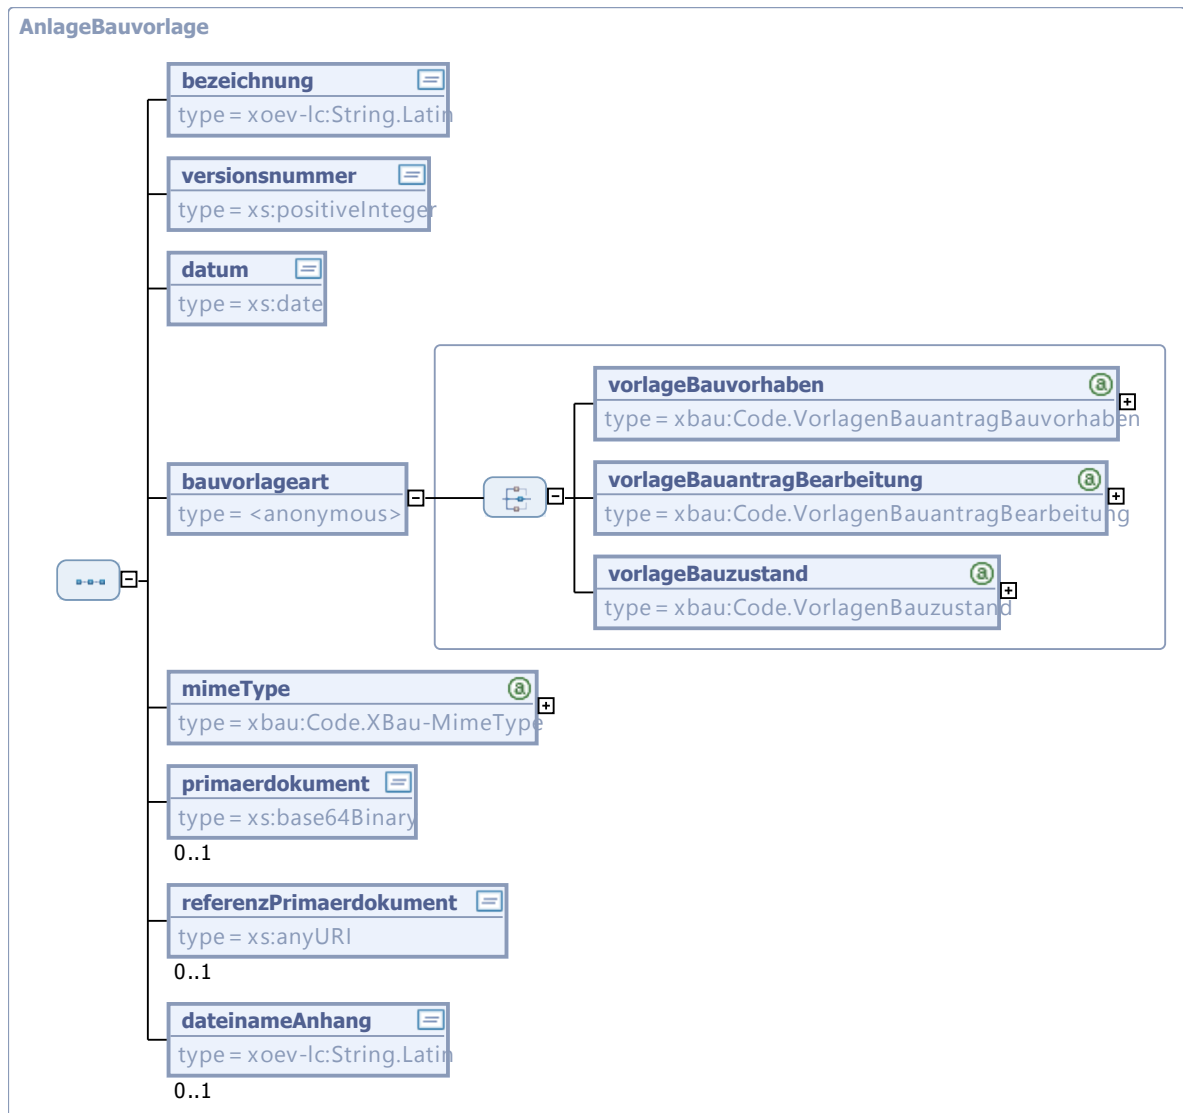 AnlageBauvorlage
bezeichnung
type = xoev-lc:String.Latin
versionsnummer
type = xs:positiveInteger
datum
type = xs:date
bauvorlageart
type = <anonymous>
vorlageBauvorhaben
type = xbau:Code.VorlagenBauantragBauvorhaben
vorlageBauantragBearbeitung
type = xbau:Code.VorlagenBauantragBearbeitung
vorlageBauzustand
type = xbau:Code.VorlagenBauzustand
mimeType
type = xbau:Code.XBau-MimeType
primaerdokument
type = xs:base64Binary
0..1
referenzPrimaerdokument
type = xs:anyURI
0..1
dateinameAnhang
type = xoev-lc:String.Latin
0..1